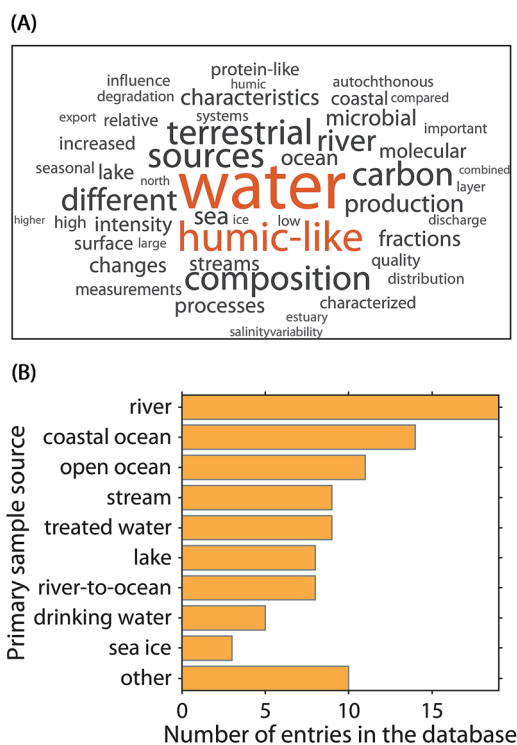 (A)
protein-like
influence humic autochthonous
degradation characteristics coastal compared
export relative systems microbial important
increased terrestrial river molecular
seasonal lake sources ocean carbon combined
north water layer
different production
higher high intensity sea ice low discharge
surface large humic-like fractions
changes streams quality
measurements composition distribution
processes characterized
estuary
salinityvariability
(B)
Primary sample source
river
coastal ocean
open ocean
stream
treated water
lake
river-to-ocean
drinking water
sea ice
other
0 5 10 15
Number of entries in the database